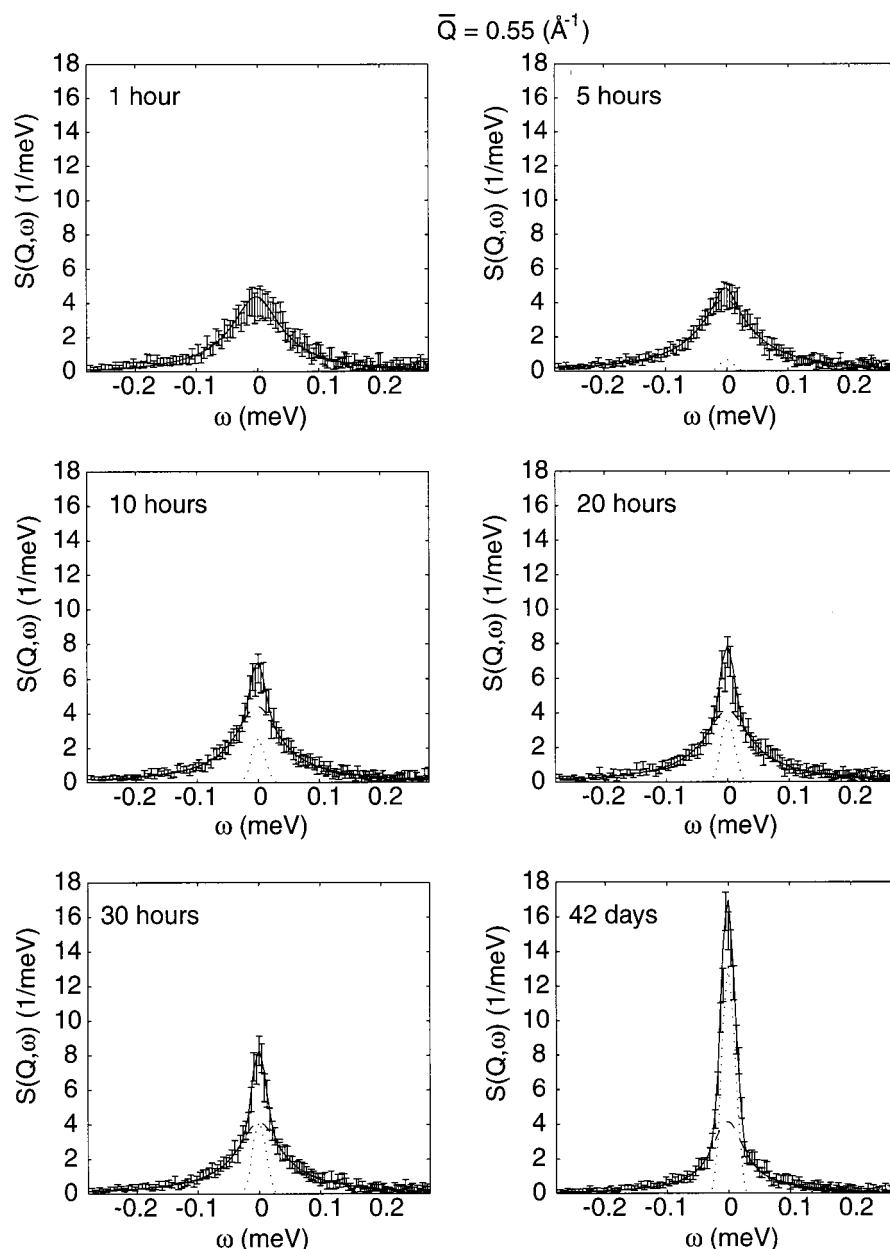 Q̅ = 0.55 (Å⁻¹)
1 hour
S(Q,ω) (1/meV)
18
16
14
12
10
8
6
4
2
0
-0.2 -0.1 0 0.1 0.2
ω (meV)
5 hours
S(Q,ω) (1/meV)
18
16
14
12
10
8
6
4
2
0
-0.2 -0.1 0 0.1 0.2
ω (meV)
10 hours
S(Q,ω) (1/meV)
18
16
14
12
10
8
6
4
2
0
-0.2 -0.1 0 0.1 0.2
ω (meV)
20 hours
S(Q,ω) (1/meV)
18
16
14
12
10
8
6
4
2
0
-0.2 -0.1 0 0.1 0.2
ω (meV)
30 hours
S(Q,ω) (1/meV)
18
16
14
12
10
8
6
4
2
0
-0.2 -0.1 0 0.1 0.2
ω (meV)
42 days
S(Q,ω) (1/meV)
18
16
14
12
10
8
6
4
2
0
-0.2 -0.1 0 0.1 0.2
ω (meV)